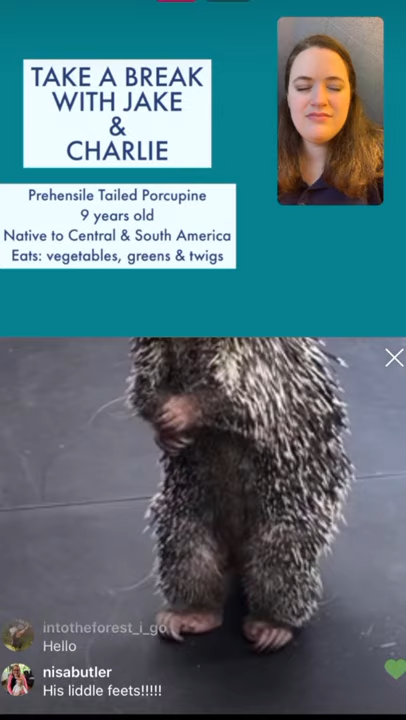 TAKE A BREAK
WITH JAKE
&
CHARLIE
Prehensile Tailed Porcupine
9 years old
Native to Central & South America
Eats: vegetables, greens & twigs
intotheforest_i_go
Hello
nisabutler
His liddle feets!!!!!